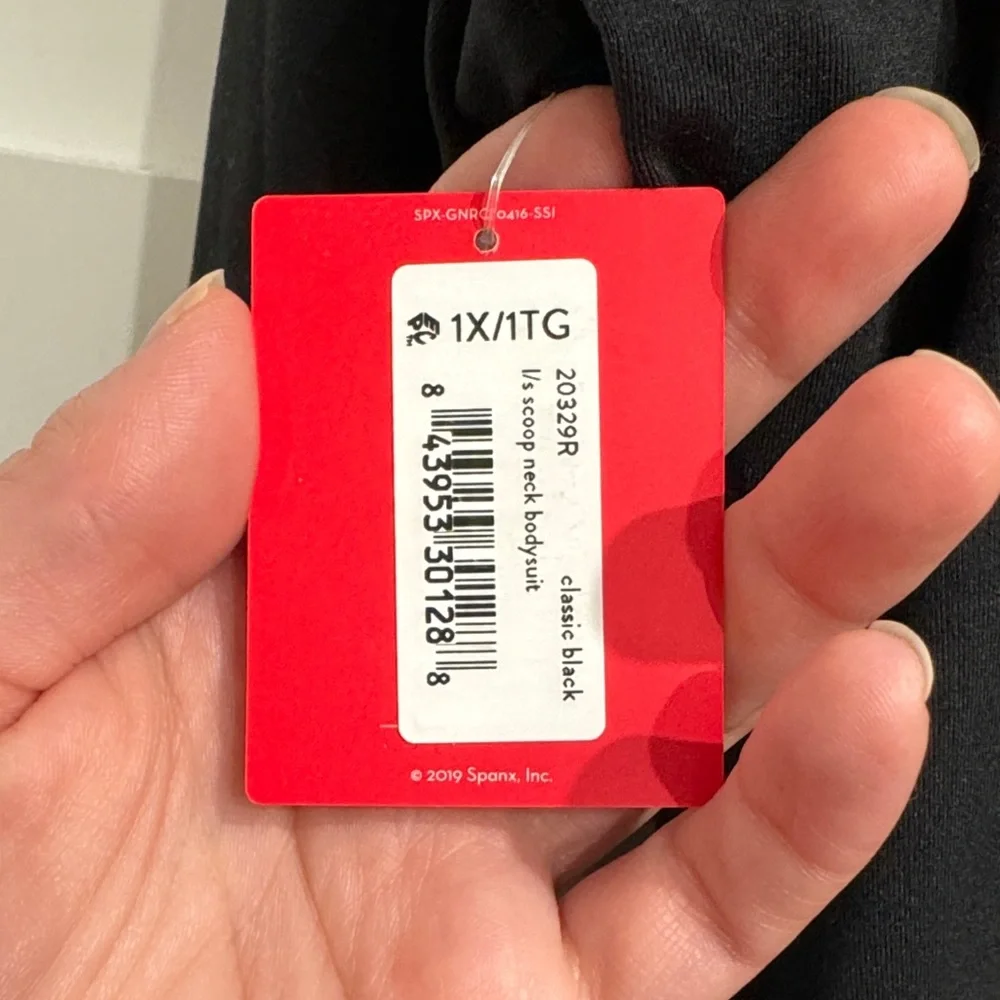 SPX-GNRC-0416-SSI
EPC™ 1X/1TG
20329R classic black
l/s scoop neck bodysuit
8 43953 30128 8
© 2019 Spanx, Inc.